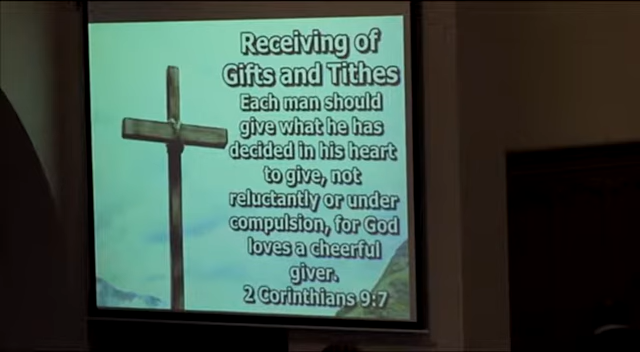 Receiving of
Gifts and Tithes
Each man should
give what he has
decided in his heart
to give, not
reluctantly or under
compulsion, for God
loves a cheerful
giver.
2 Corinthians 9:7